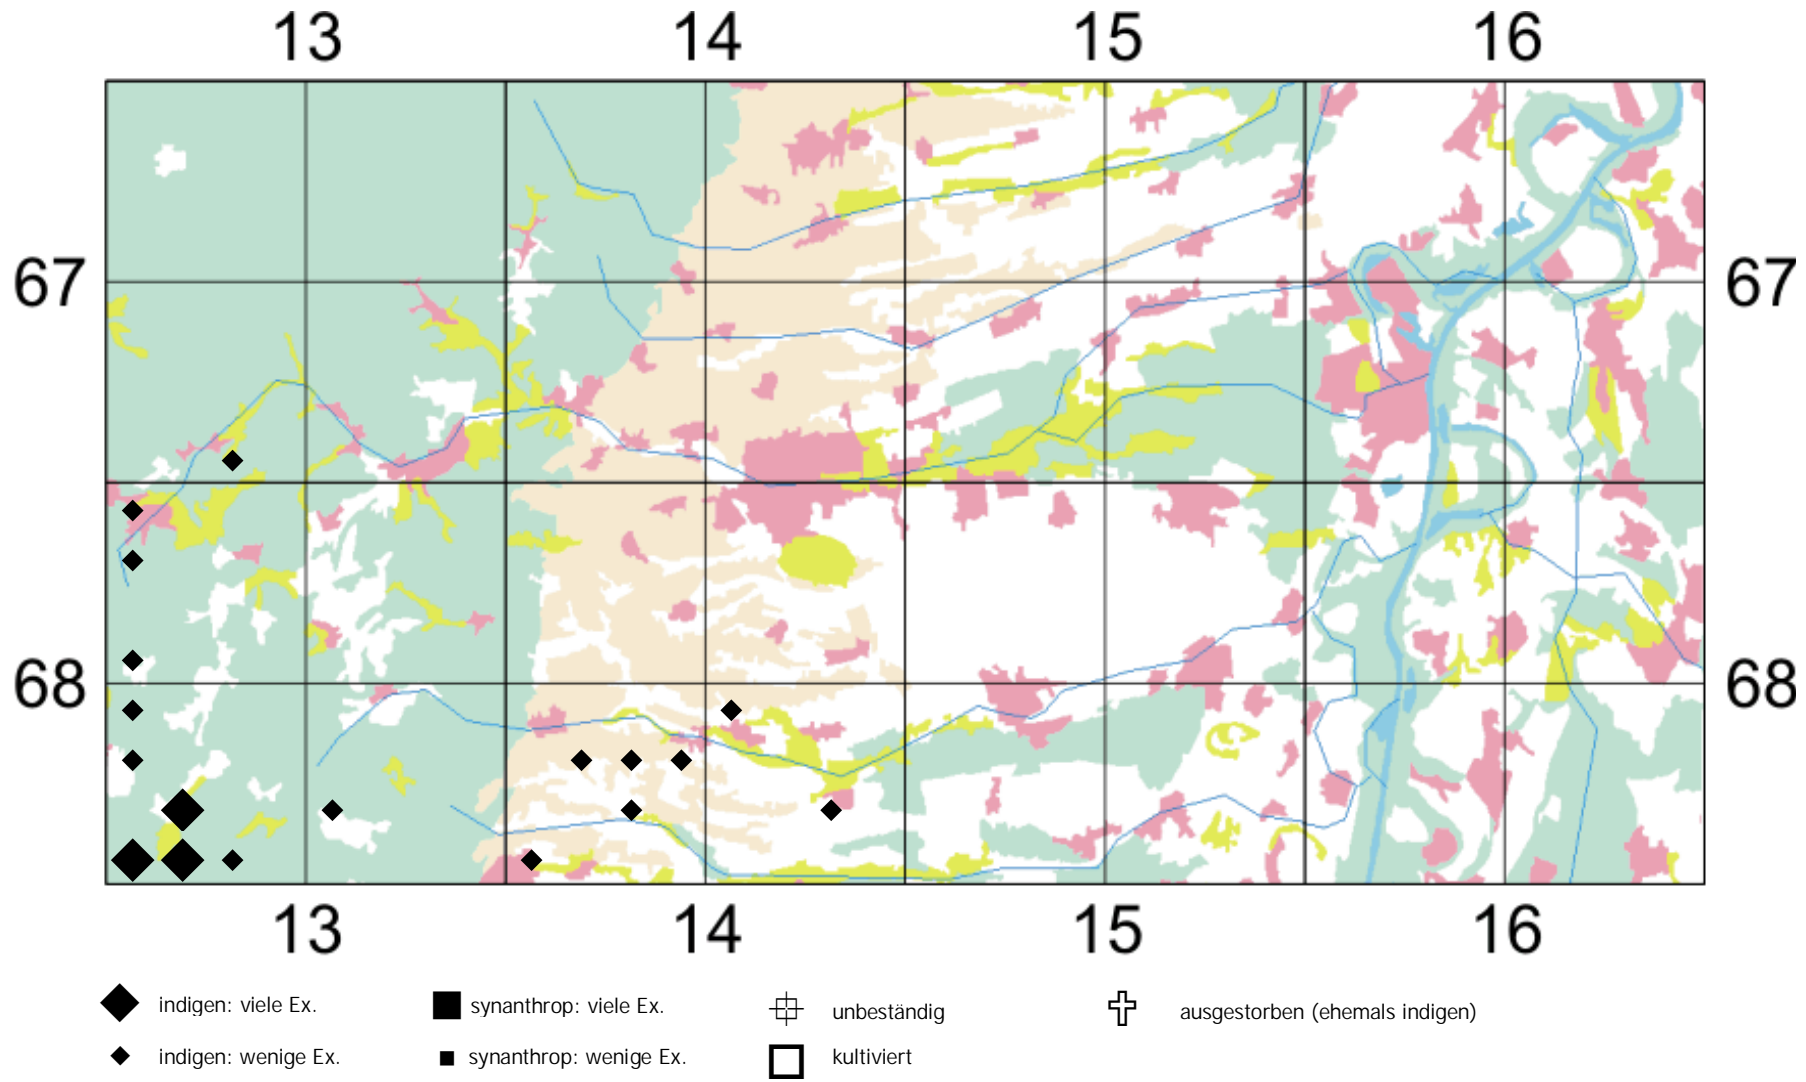 13 14 15 16
67 67
68 68
13 14 15 16
indigen: viele Ex. synanthrop: viele Ex. unbeständig ausgestorben (ehemals indigen)
indigen: wenige Ex. synanthrop: wenige Ex. kultiviert